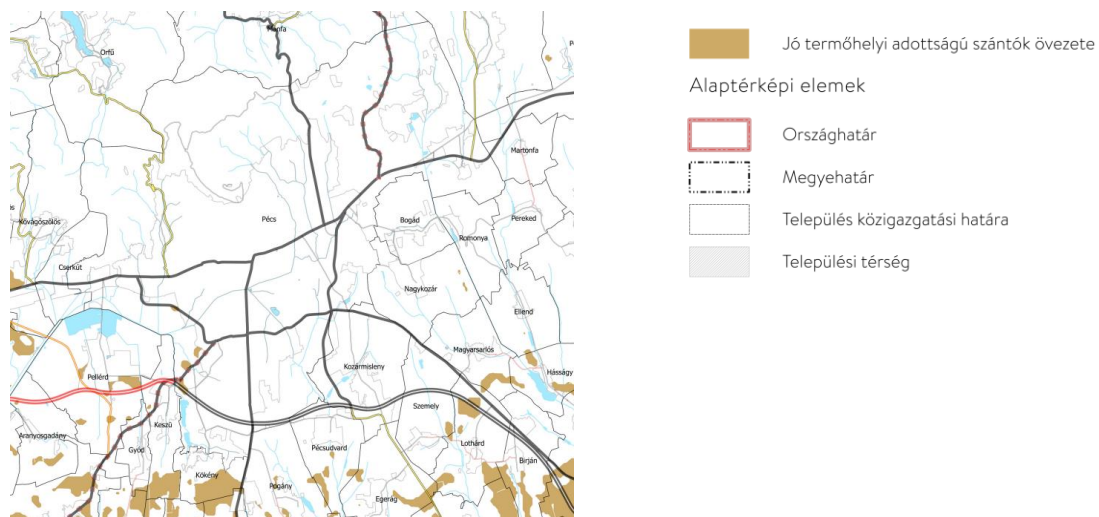 Mánfa
Orfű
Martonfa
Kővágószőlős
Pécs
Bogád
Pereked
Romonya
Cserkút
Nagykozár
Ellend
Magyarsarlós
Kozármisleny
Hásságy
Pellérd
Szemely
Keszü
Aranyosgadány
Gyód
Pécsudvard
Lothárd
Birján
Kökény
Pogány
Egerág
Jó termőhelyi adottságú szántók övezete
Alaptérképi elemek
Országhatár
Megyehatár
Település közigazgatási határa
Települési térség